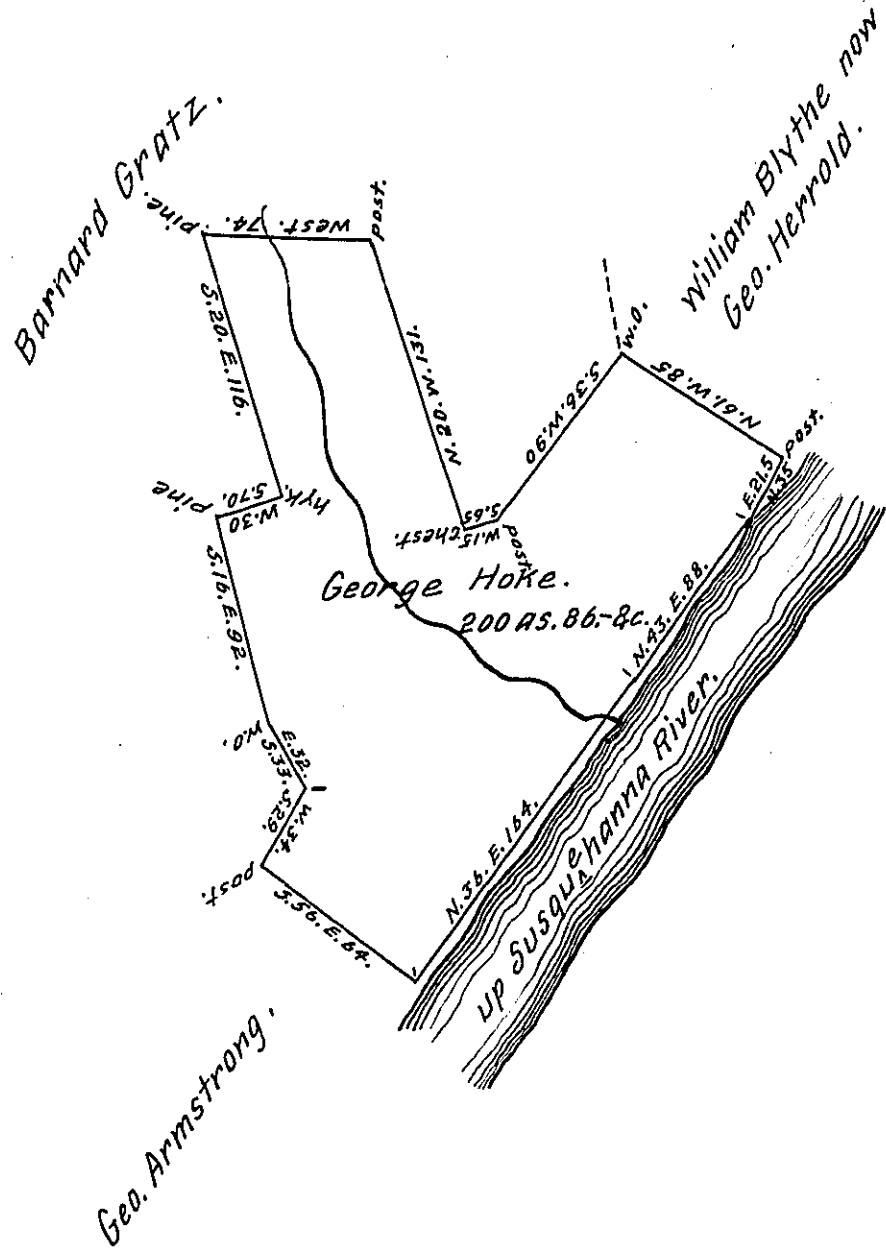 Barnard Gratz.
pine.
West. 74.
post.
William Blythe now
Geo. Herrold.
S.20. E.116.
N. 20. W. 131.
W.O.
S.36. W.90
N.61. W.85
post.
E.21.5
N.35
hyk.
S.70.
W.30
pine
S.65
W.15
chest.
post.
S.16. E.92.
George Hoke.
200 as. 86.-&c.
N.43. E.88.
W.O.
E.32.
S.33.
S.29.
W.34.
post.
S.56. E.64.
N.36. E.164.
up Susquehanna River.
Geo. Armstrong.